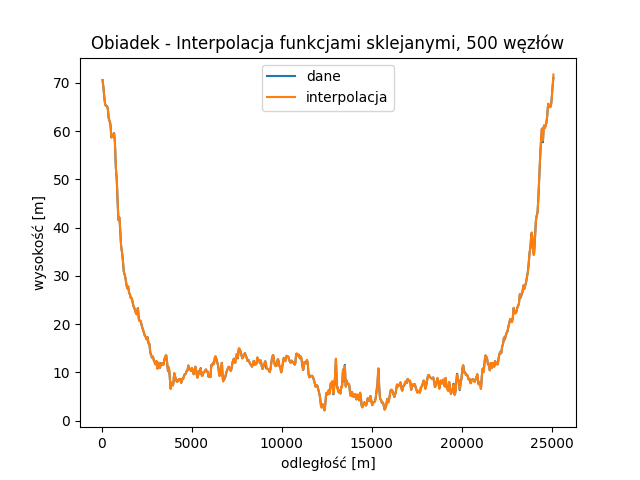 Obiadek - Interpolacja funkcjami sklejanymi, 500 węzłów
dane
interpolacja
wysokość [m]
70
60
50
40
30
20
10
0
0
5000
10000
15000
20000
25000
odległość [m]